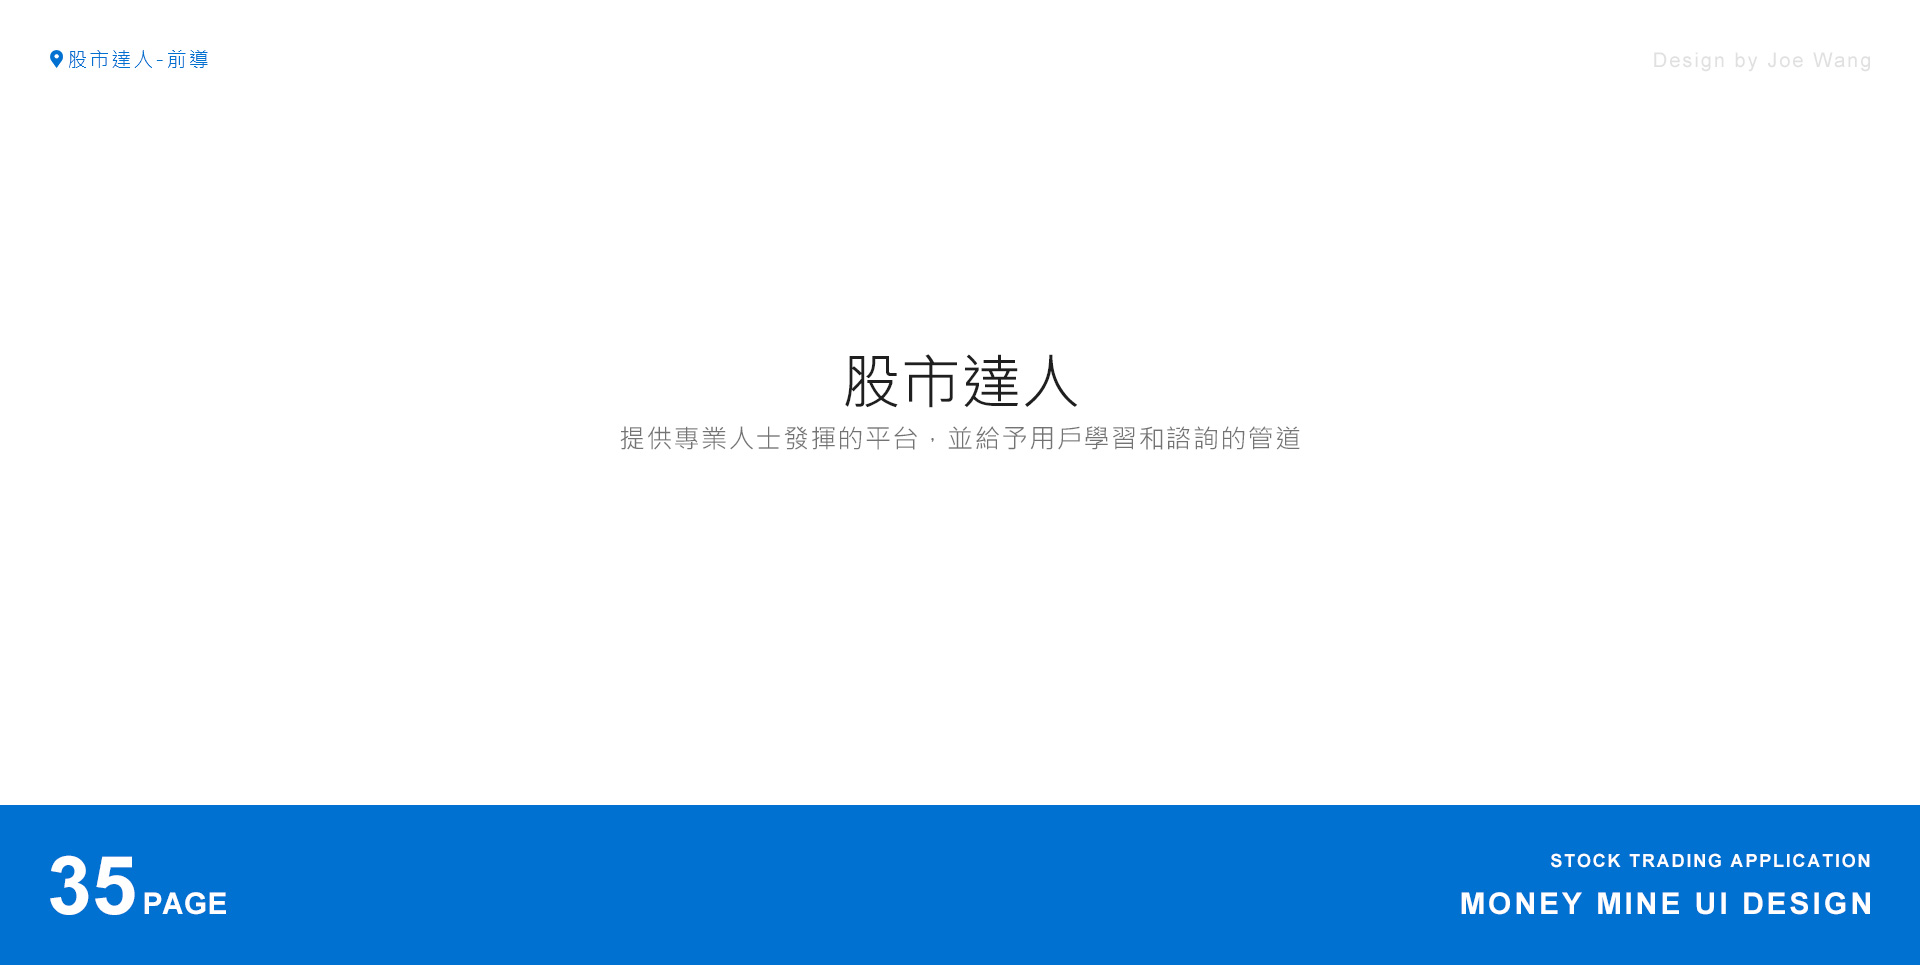 股市達人-前導
Design by Joe Wang
股市達人
提供專業人士發揮的平台，並給予用戶學習和諮詢的管道
35 PAGE
STOCK TRADING APPLICATION
MONEY MINE UI DESIGN